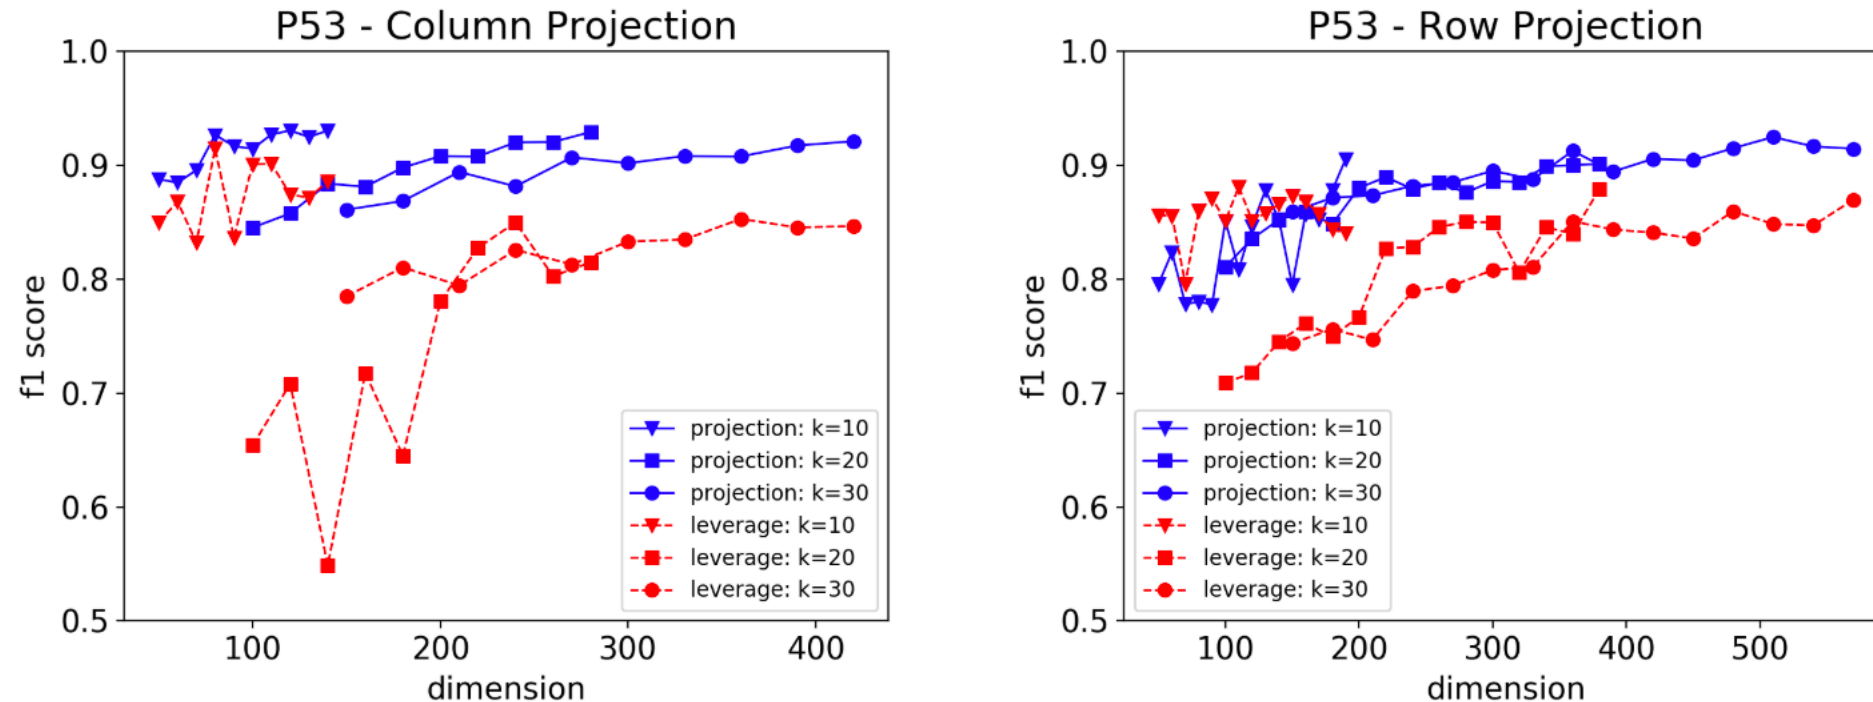 P53 - Column Projection
1.0
0.9
0.8
0.7
0.6
0.5
f1 score
100 200 300 400
dimension
projection: k=10
projection: k=20
projection: k=30
leverage: k=10
leverage: k=20
leverage: k=30
P53 - Row Projection
1.0
0.9
0.8
0.7
0.6
0.5
f1 score
100 200 300 400 500
dimension
projection: k=10
projection: k=20
projection: k=30
leverage: k=10
leverage: k=20
leverage: k=30